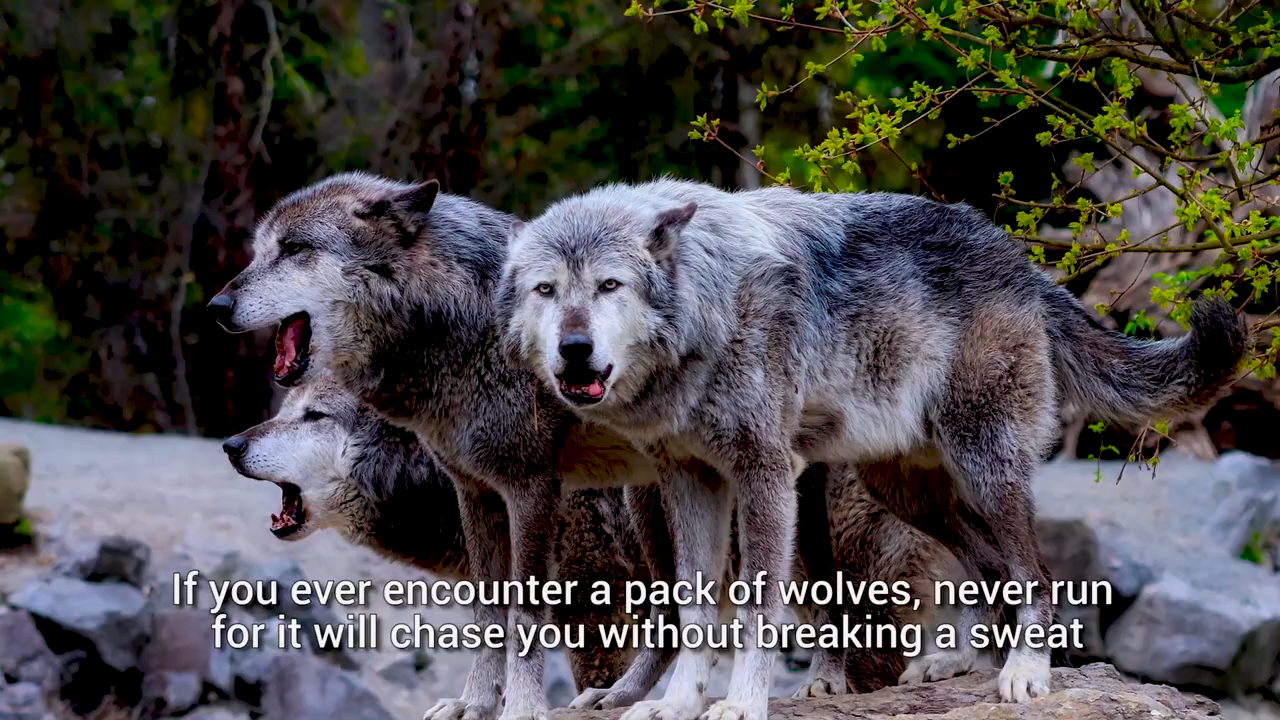 If you ever encounter a pack of wolves, never run
for it will chase you without breaking a sweat